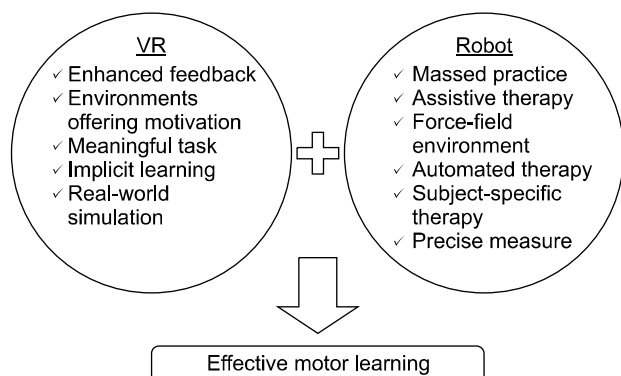 VR
✓ Enhanced feedback
✓ Environments
offering motivation
✓ Meaningful task
✓ Implicit learning
✓ Real-world
simulation
Robot
✓ Massed practice
✓ Assistive therapy
✓ Force-field
environment
✓ Automated therapy
✓ Subject-specific
therapy
✓ Precise measure
Effective motor learning